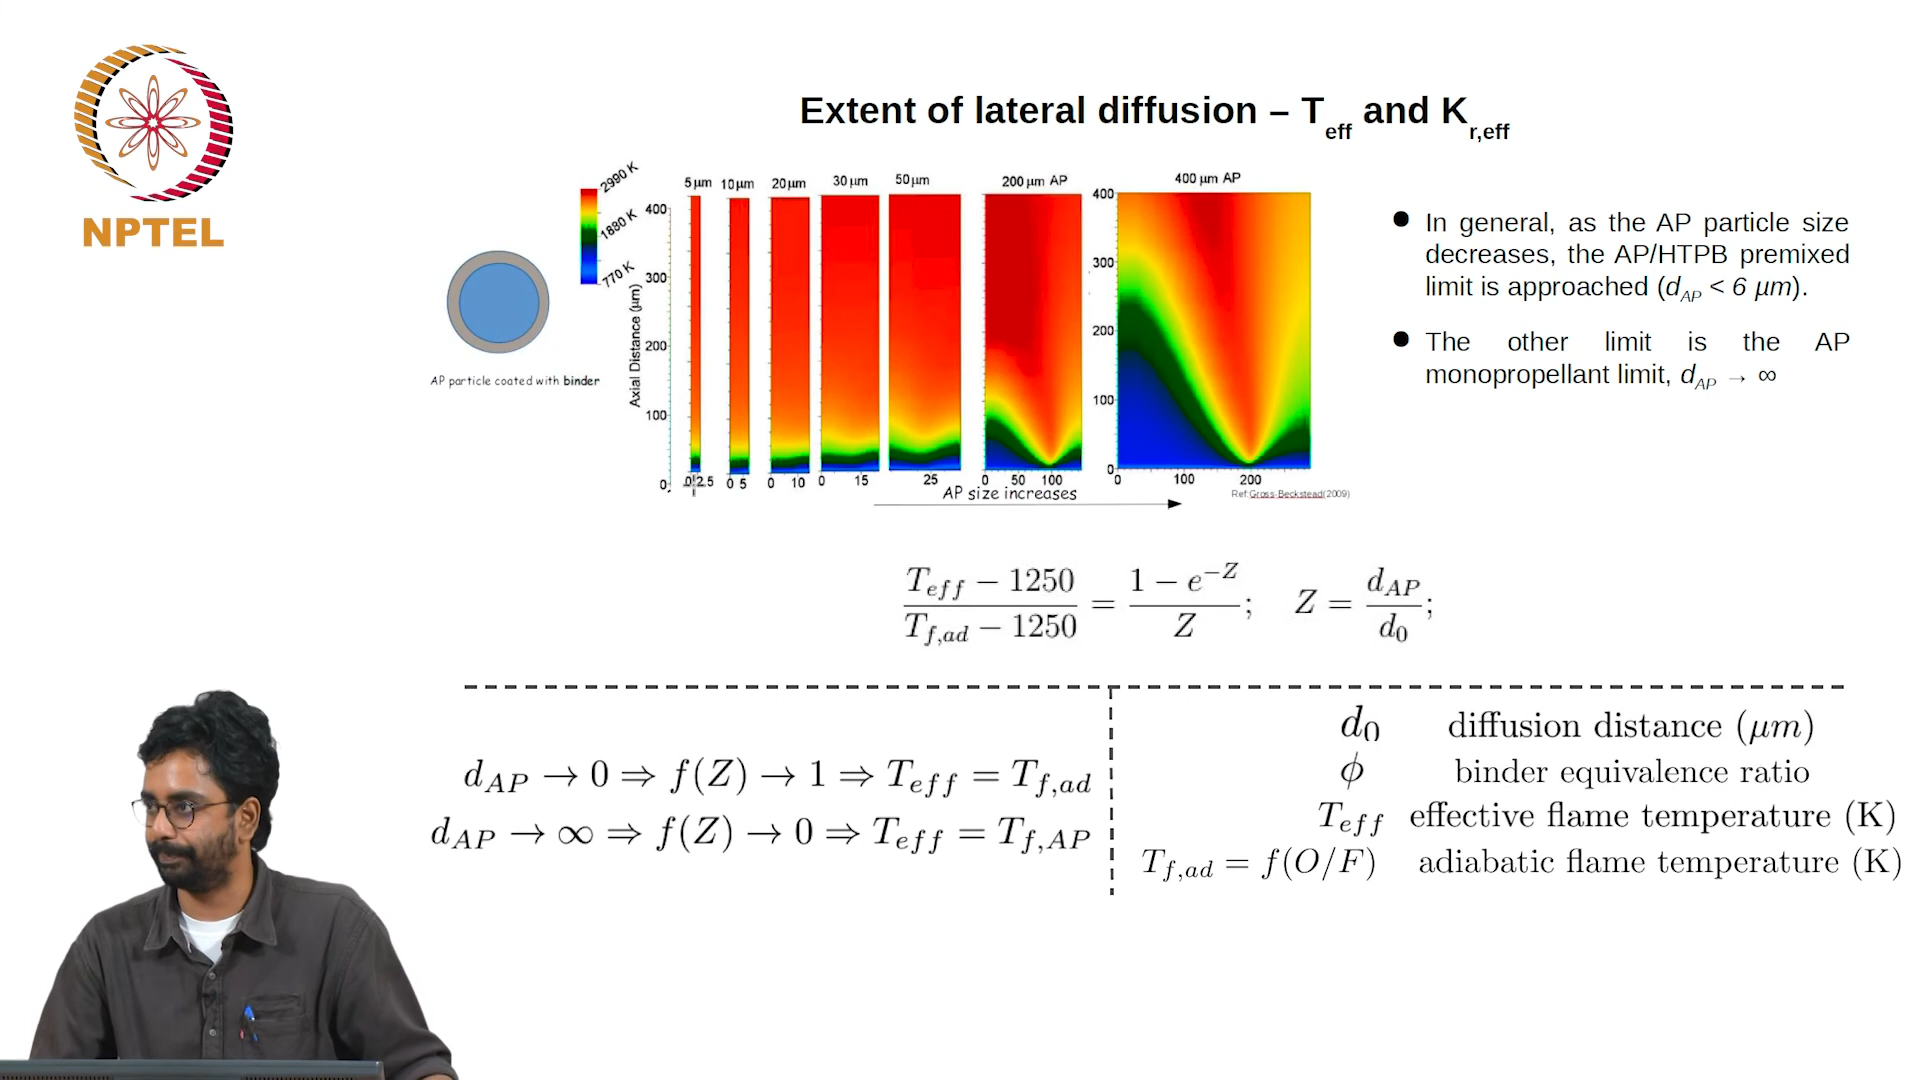 NPTEL
Extent of lateral diffusion – T_eff and K_r,eff
2990 K
1880 K
770 K
AP particle coated with binder
5 µm 10 µm 20 µm 30 µm 50 µm 200 µm AP 400 µm AP
Axial Distance (µm)
400
300
200
100
0
400
300
200
100
0
0 2.5 0 5 0 10 0 15 25 0 50 100 0 100 200
AP size increases
Ref:Gross-Beckstead(2009)
● In general, as the AP particle size
decreases, the AP/HTPB premixed
limit is approached (d_AP < 6 µm).
● The other limit is the AP
monopropellant limit, d_AP → ∞
(T_eff − 1250)/(T_f,ad − 1250) = (1 − e^−Z)/Z; Z = d_AP/d_0;
d_AP → 0 ⇒ f(Z) → 1 ⇒ T_eff = T_f,ad
d_AP → ∞ ⇒ f(Z) → 0 ⇒ T_eff = T_f,AP
d_0 diffusion distance (µm)
ϕ binder equivalence ratio
T_eff effective flame temperature (K)
T_f,ad = f(O/F) adiabatic flame temperature (K)